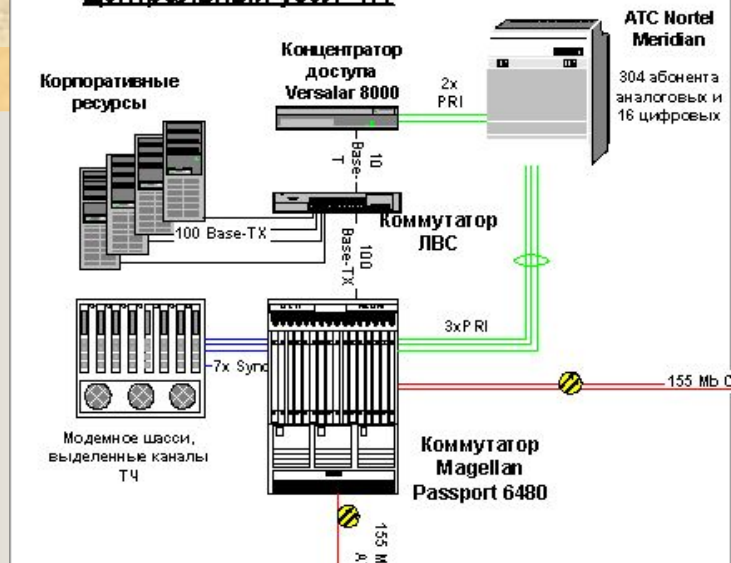 АТС Nortel
Meridian
304 абонента
аналоговых и
16 цифровых
Концентратор
доступа
Versalar 8000
2x
PRI
Корпоративные
ресурсы
10
Base-
T
100 Base-TX
Коммутатор
ЛВС
100
Base-TX
3xPRI
7x Sync
155 Mb
Модемное шасси,
выделенные каналы
ТЧ
Коммутатор
Magellan
Passport 6480
155